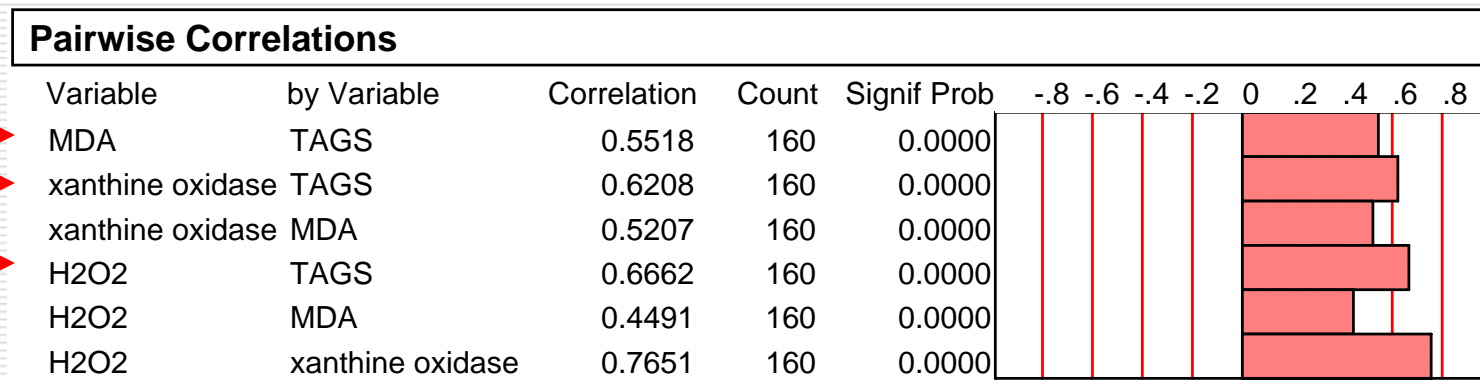 Pairwise Correlations
Variable by Variable Correlation Count Signif Prob -.8 -.6 -.4 -.2 0 .2 .4 .6 .8
MDA TAGS 0.5518 160 0.0000
xanthine oxidase TAGS 0.6208 160 0.0000
xanthine oxidase MDA 0.5207 160 0.0000
H2O2 TAGS 0.6662 160 0.0000
H2O2 MDA 0.4491 160 0.0000
H2O2 xanthine oxidase 0.7651 160 0.0000